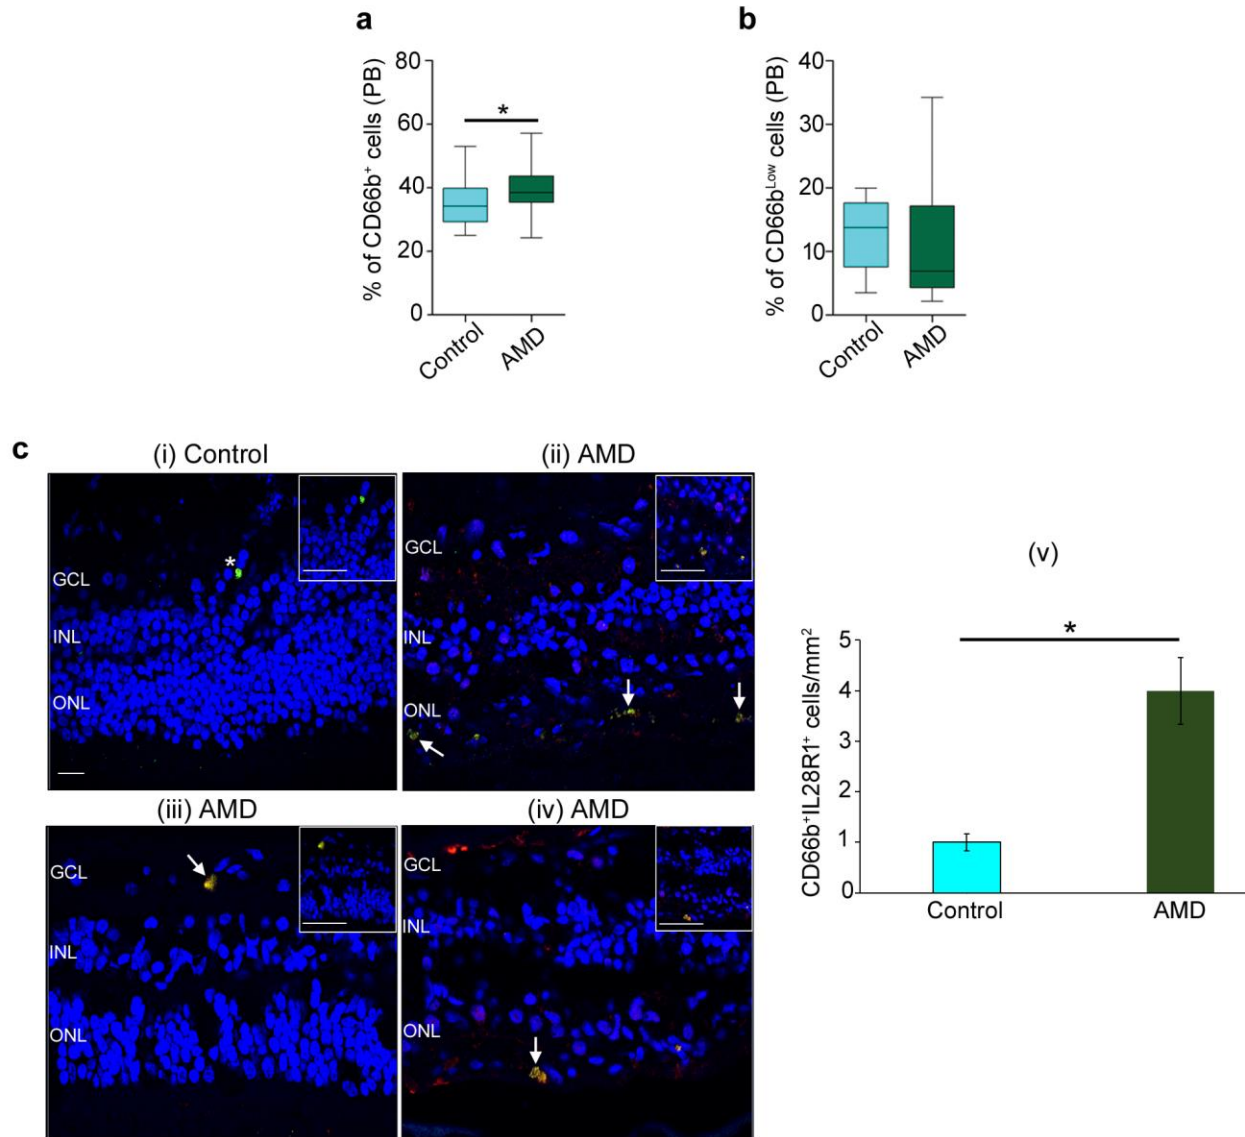 a
% of CD66b⁺ cells (PB)
80
60
40
20
0
*
Control
AMD
b
% of CD66b^Low cells (PB)
40
30
20
10
0
Control
AMD
c
(i) Control
GCL
INL
ONL
*
(ii) AMD
GCL
INL
ONL
(iii) AMD
GCL
INL
ONL
(iv) AMD
GCL
INL
ONL
(v)
CD66b⁺IL28R1⁺ cells/mm²
5
4
3
2
1
0
*
Control
AMD